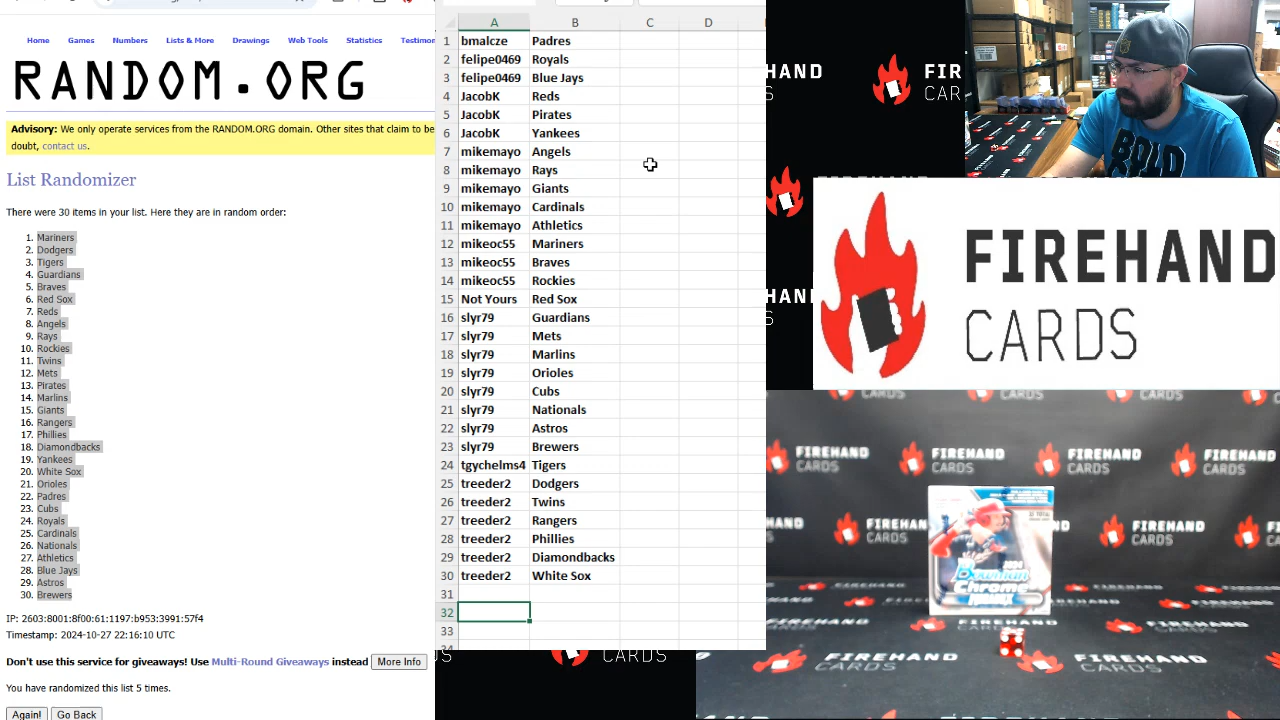 Home Games Numbers Lists & More Drawings Web Tools Statistics Testimon
RANDOM.ORG
Advisory: We only operate services from the RANDOM.ORG domain. Other sites that claim to be
doubt, contact us.
List Randomizer
There were 30 items in your list. Here they are in random order:
1. Mariners
2. Dodgers
3. Tigers
4. Guardians
5. Braves
6. Red Sox
7. Reds
8. Angels
9. Rays
10. Rockies
11. Twins
12. Mets
13. Pirates
14. Marlins
15. Giants
16. Rangers
17. Phillies
18. Diamondbacks
19. Yankees
20. White Sox
21. Orioles
22. Padres
23. Cubs
24. Royals
25. Cardinals
26. Nationals
27. Athletics
28. Blue Jays
29. Astros
30. Brewers
IP: 2603:8001:8f00:61:1197:b953:3991:57f4
Timestamp: 2024-10-27 22:16:10 UTC
Don't use this service for giveaways! Use Multi-Round Giveaways instead More Info
You have randomized this list 5 times.
Again! Go Back
A B C D
1 bmalcze Padres
2 felipe0469 Royals
3 felipe0469 Blue Jays
4 JacobK Reds
5 JacobK Pirates
6 JacobK Yankees
7 mikemayo Angels
8 mikemayo Rays
9 mikemayo Giants
10 mikemayo Cardinals
11 mikemayo Athletics
12 mikeoc55 Mariners
13 mikeoc55 Braves
14 mikeoc55 Rockies
15 Not Yours Red Sox
16 slyr79 Guardians
17 slyr79 Mets
18 slyr79 Marlins
19 slyr79 Orioles
20 slyr79 Cubs
21 slyr79 Nationals
22 slyr79 Astros
23 slyr79 Brewers
24 tgychelms4 Tigers
25 treeder2 Dodgers
26 treeder2 Twins
27 treeder2 Rangers
28 treeder2 Phillies
29 treeder2 Diamondbacks
30 treeder2 White Sox
31
32
33
34
FIREHAND
CARDS
BOLD
FIREHAND
CARDS
2024
Bowman
Chrome